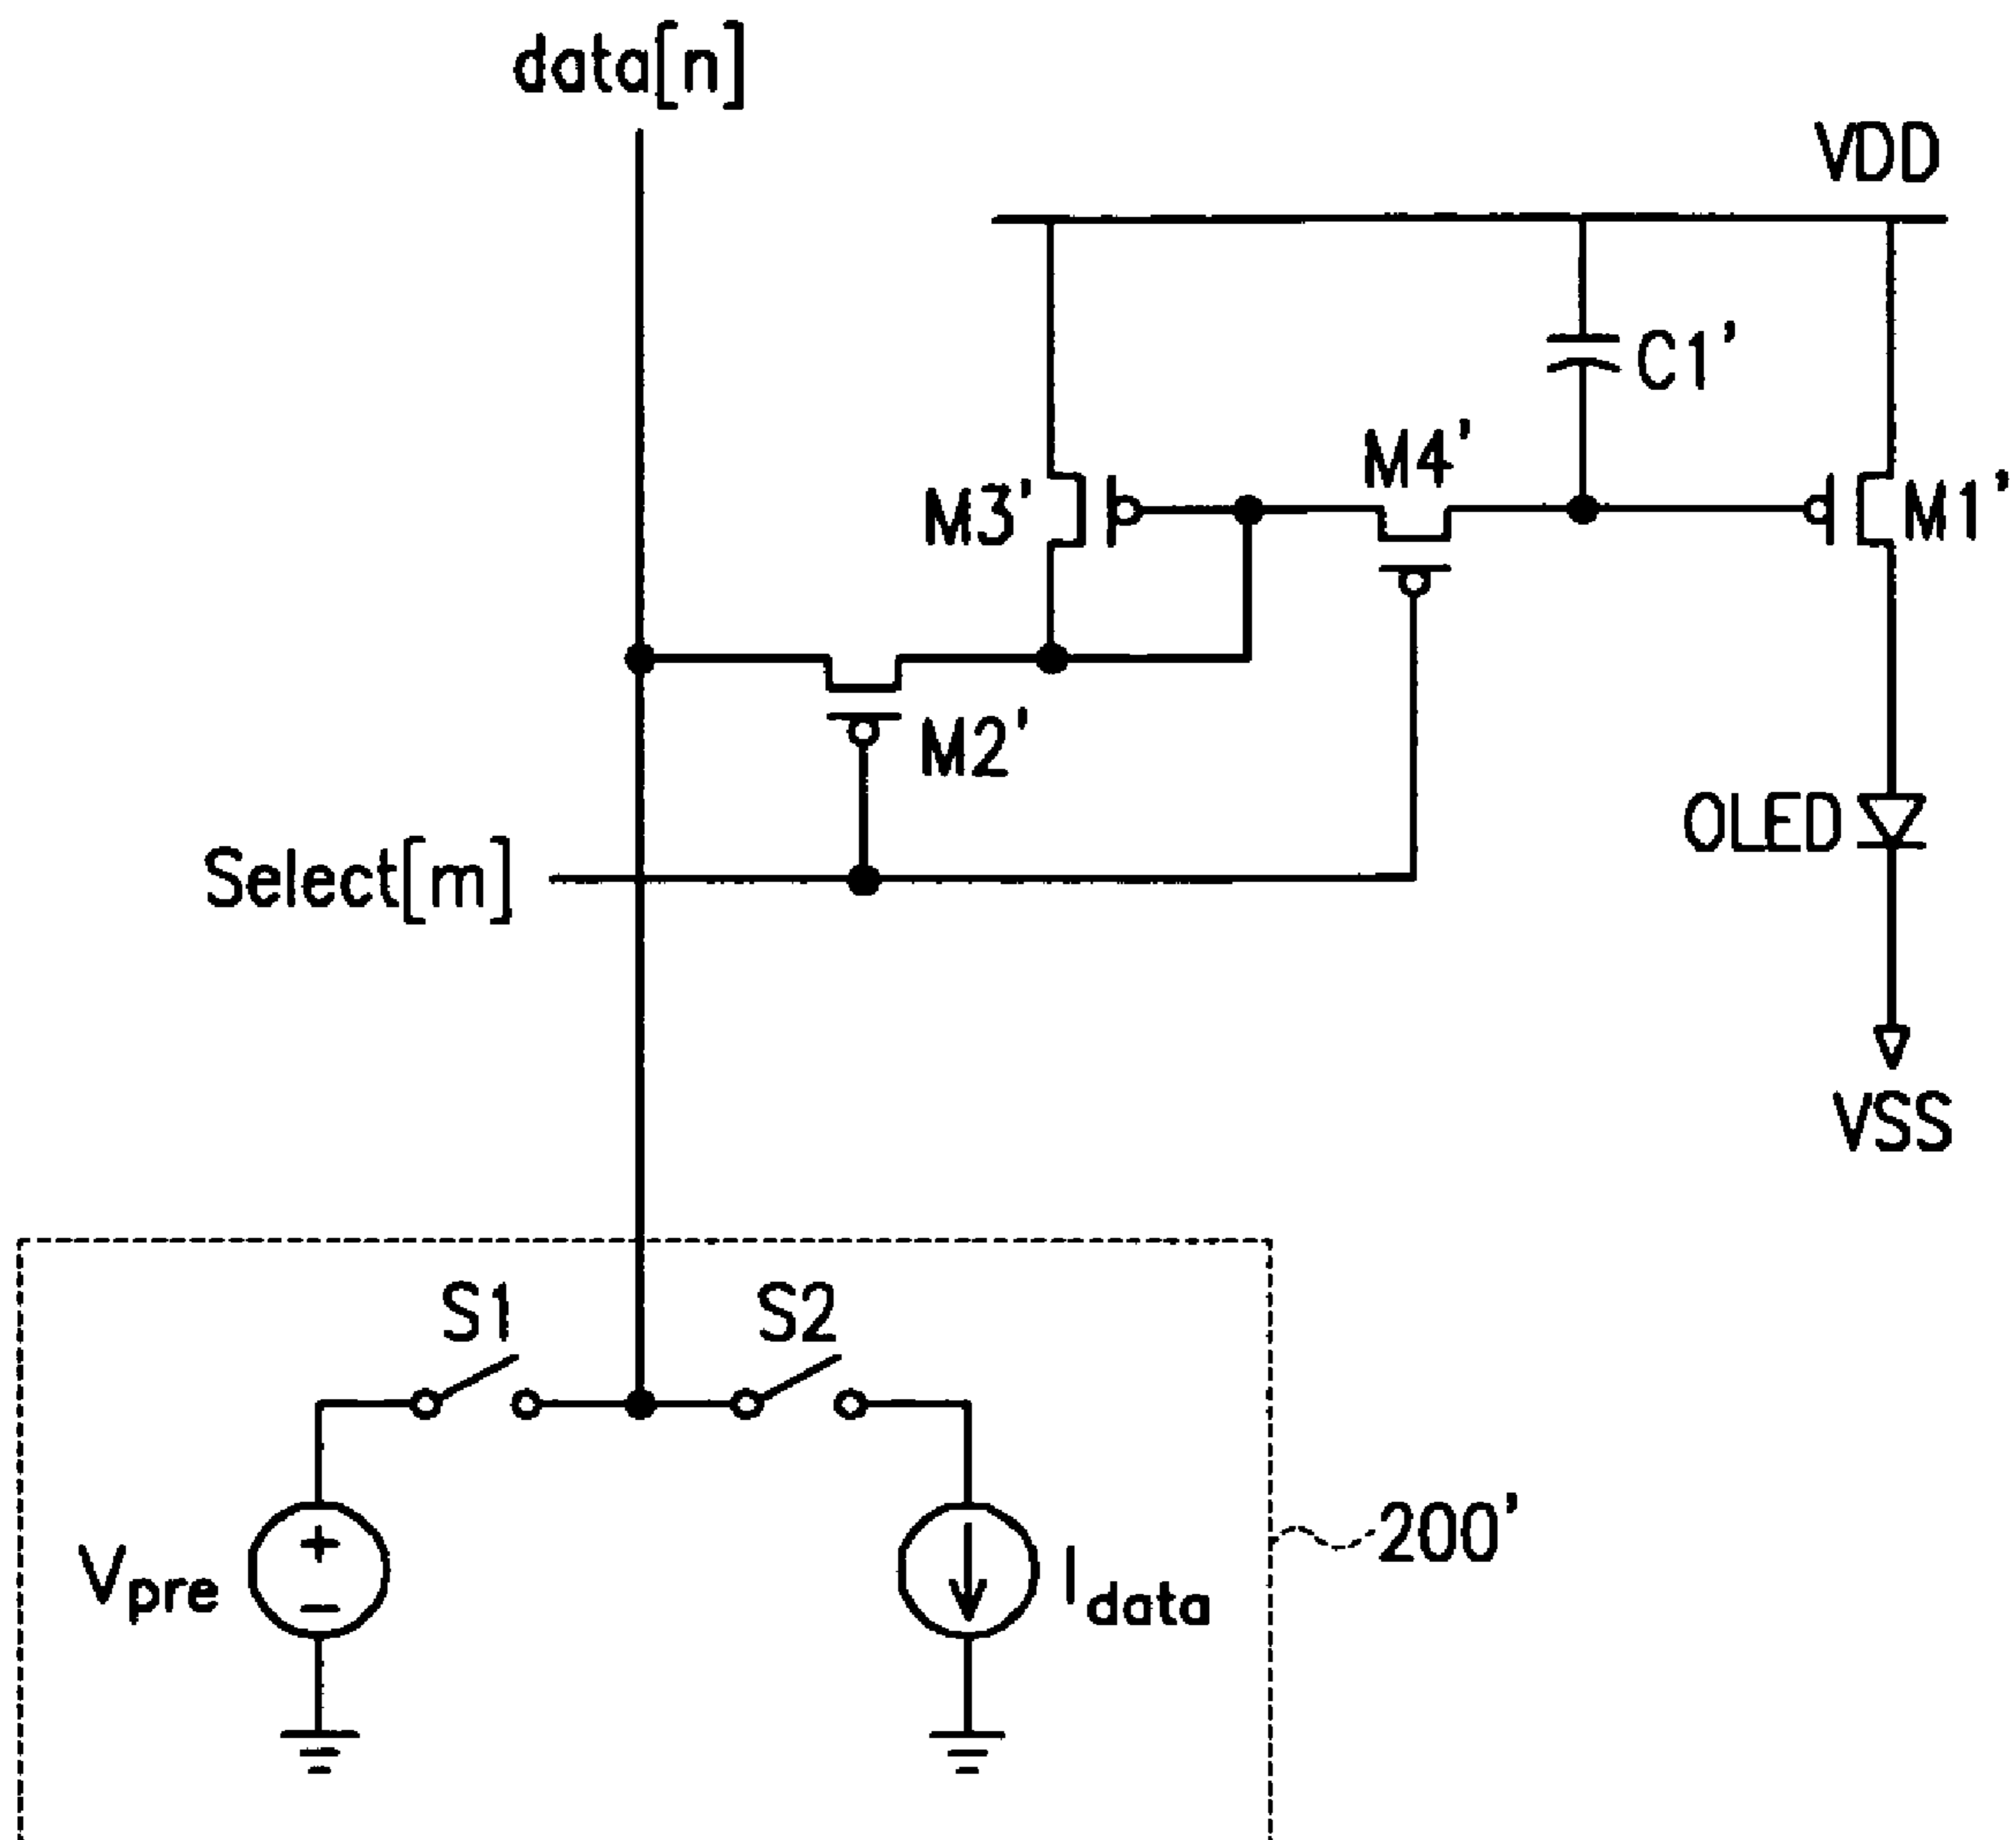 data[n]
VDD
C1'
M4'
M3'
M1'
M2'
OLED
Select[m]
VSS
S1
S2
200'
+
−
Vpre
Idata